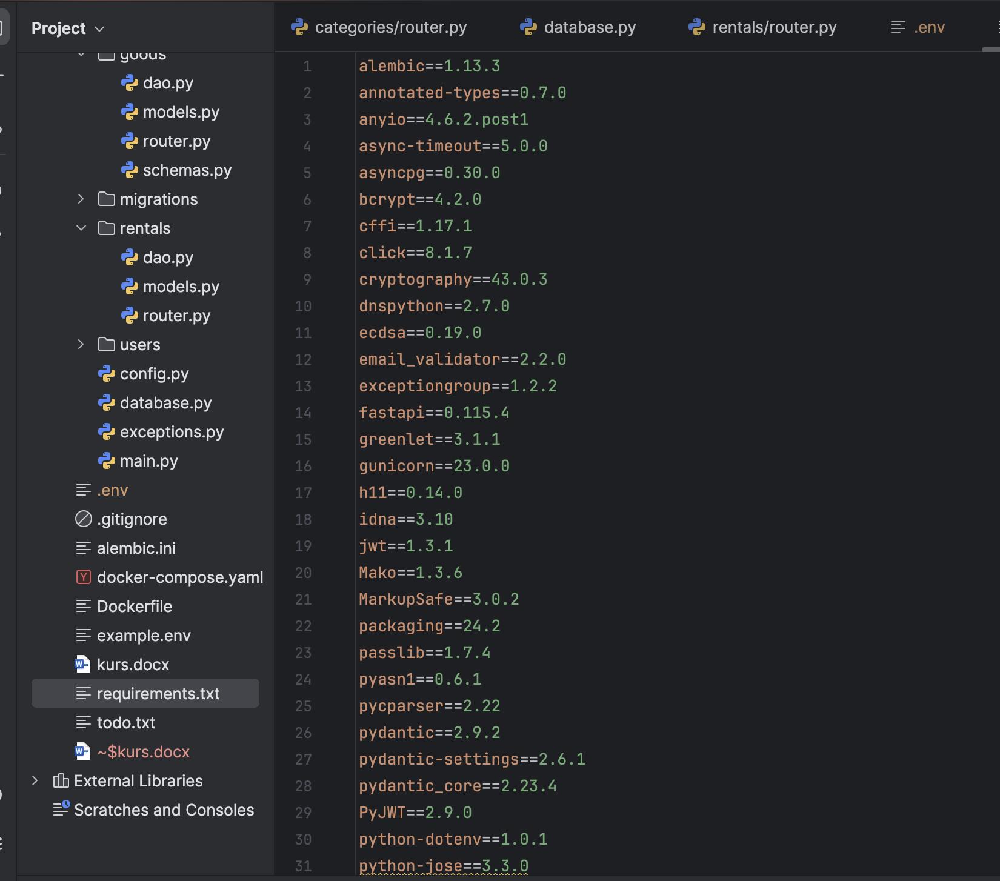 Project
categories/router.py
database.py
rentals/router.py
.env
goods
dao.py
models.py
router.py
schemas.py
migrations
rentals
dao.py
models.py
router.py
users
config.py
database.py
exceptions.py
main.py
.env
.gitignore
alembic.ini
docker-compose.yaml
Dockerfile
example.env
kurs.docx
requirements.txt
todo.txt
~$kurs.docx
External Libraries
Scratches and Consoles
1 alembic==1.13.3
2 annotated-types==0.7.0
3 anyio==4.6.2.post1
4 async-timeout==5.0.0
5 asyncpg==0.30.0
6 bcrypt==4.2.0
7 cffi==1.17.1
8 click==8.1.7
9 cryptography==43.0.3
10 dnspython==2.7.0
11 ecdsa==0.19.0
12 email_validator==2.2.0
13 exceptiongroup==1.2.2
14 fastapi==0.115.4
15 greenlet==3.1.1
16 gunicorn==23.0.0
17 h11==0.14.0
18 idna==3.10
19 jwt==1.3.1
20 Mako==1.3.6
21 MarkupSafe==3.0.2
22 packaging==24.2
23 passlib==1.7.4
24 pyasn1==0.6.1
25 pycparser==2.22
26 pydantic==2.9.2
27 pydantic-settings==2.6.1
28 pydantic_core==2.23.4
29 PyJWT==2.9.0
30 python-dotenv==1.0.1
31 python-jose==3.3.0